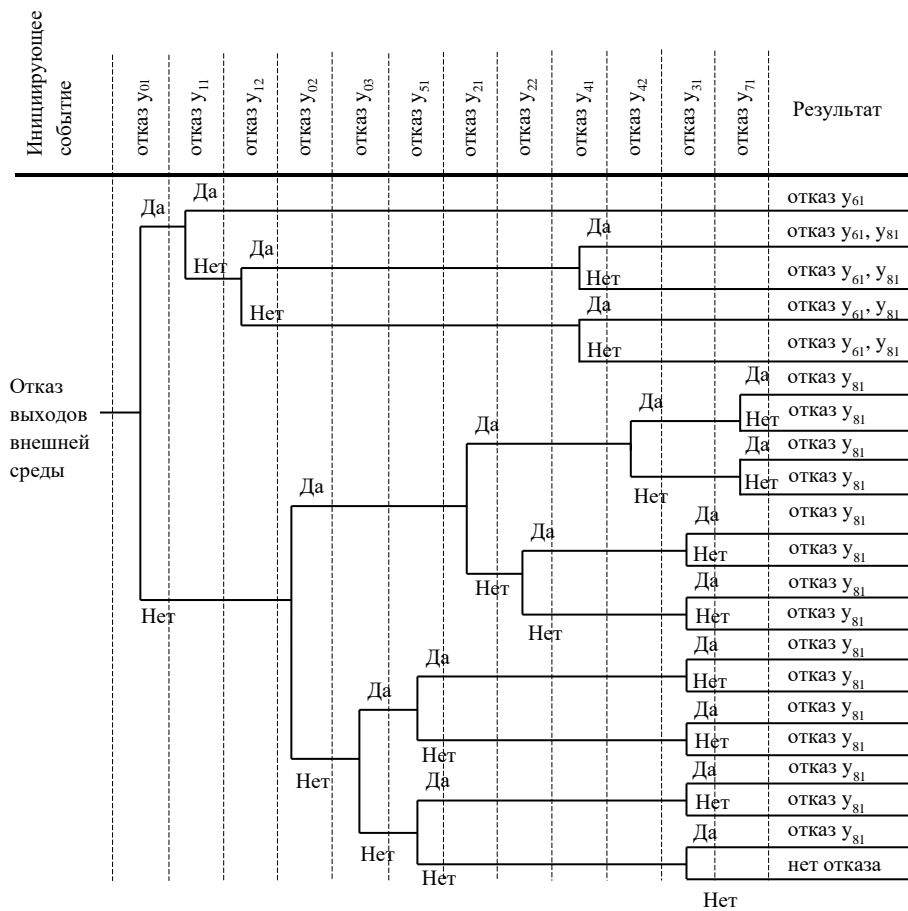 Инициирующее
событие
отказ y₀₁
отказ y₁₁
отказ y₁₂
отказ y₀₂
отказ y₀₃
отказ y₅₁
отказ y₂₁
отказ y₂₂
отказ y₄₁
отказ y₄₂
отказ y₃₁
отказ y₇₁
Результат
Да
Да
отказ y₆₁
Да
Да
отказ y₆₁, y₈₁
Нет
Нет
отказ y₆₁, y₈₁
Нет
Да
отказ y₆₁, y₈₁
Нет
отказ y₆₁, y₈₁
Отказ
выходов
внешней
среды
Да
отказ y₈₁
Да
Нет
отказ y₈₁
Да
Да
отказ y₈₁
Да
Нет
Нет
отказ y₈₁
Да
отказ y₈₁
Да
Нет
отказ y₈₁
Нет
Да
отказ y₈₁
Нет
Нет
Нет
отказ y₈₁
Да
отказ y₈₁
Да
Да
Нет
отказ y₈₁
Да
отказ y₈₁
Нет
Нет
отказ y₈₁
Нет
Да
Да
отказ y₈₁
Нет
отказ y₈₁
Нет
Да
отказ y₈₁
Нет
нет отказа
Нет